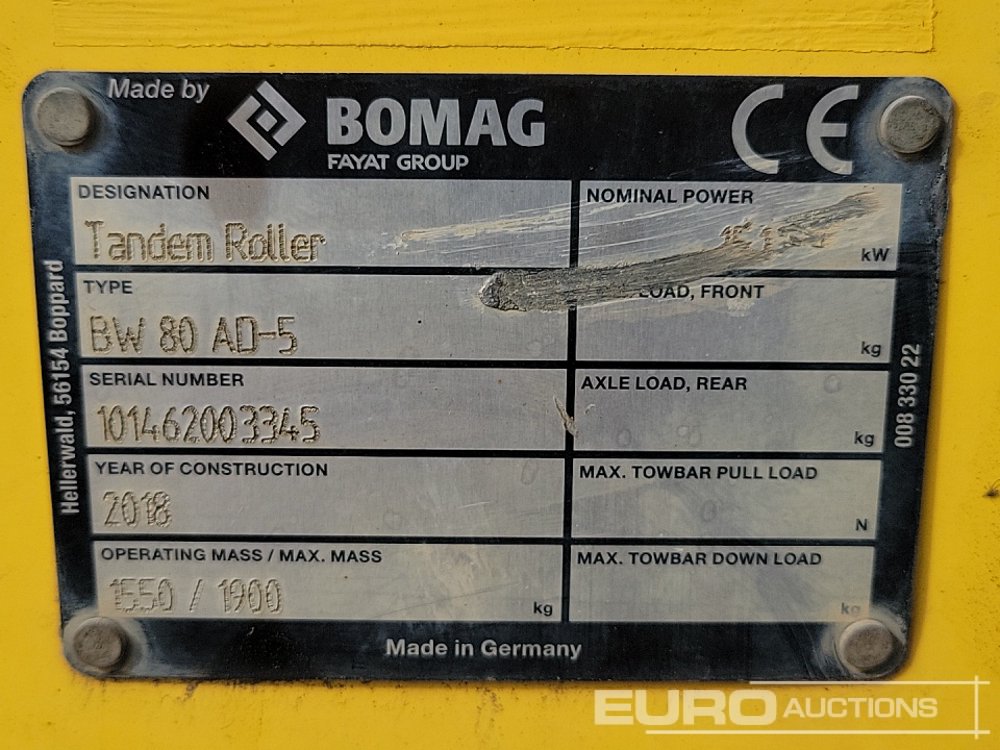 Made by
BOMAG
FAYAT GROUP
CE
DESIGNATION
Tandem Roller
NOMINAL POWER
kW
TYPE
BW 80 AD-5
LOAD, FRONT
kg
SERIAL NUMBER
101462003345
AXLE LOAD, REAR
kg
YEAR OF CONSTRUCTION
2018
MAX. TOWBAR PULL LOAD
N
OPERATING MASS / MAX. MASS
1550 / 1900
kg
MAX. TOWBAR DOWN LOAD
kg
Made in Germany
Hellerwald, 56154 Boppard
008 330 22
EURO AUCTIONS